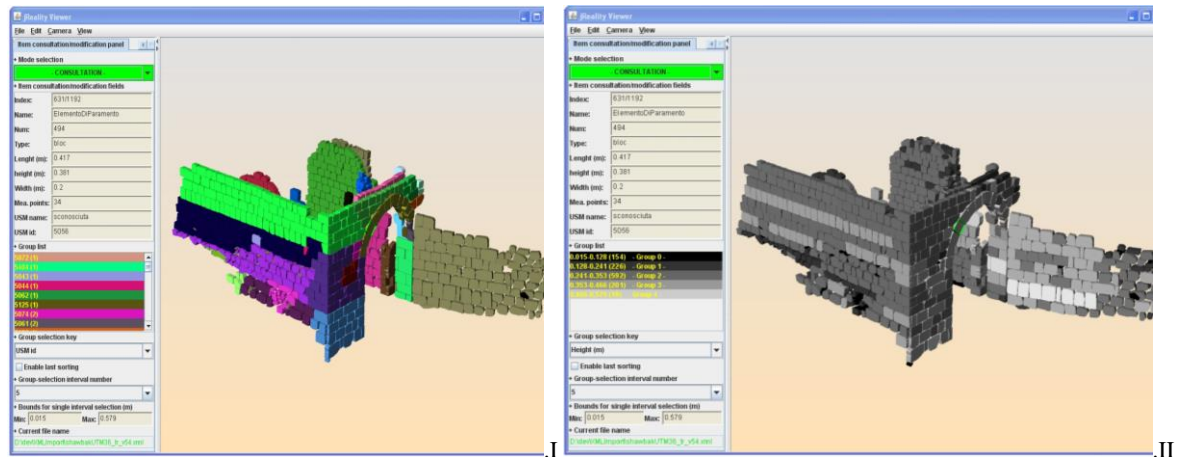 jReality Viewer
File Edit Camera View
Item consultation/modification panel
Mode selection
- CONSULTATION -
Item consultation/modification fields
Index: 631/1192
Name: ElementoDiParamento
Num: 494
Type: bloc
Lenght (m): 0.417
height (m): 0.381
Width (m): 0.2
Mea. points: 34
USM name: sconosciuta
USM id: 5056
Group list
5072 (1)
5043 (1)
5044 (1)
5062 (1)
5125 (1)
5074 (2)
5061 (2)
Group selection key
USM id
Enable last sorting
Group-selection interval number
5
Bounds for single interval selection (m)
Min: 0.015 Max: 0.579
Current file name
.I
jReality Viewer
File Edit Camera View
Item consultation/modification panel
Mode selection
- CONSULTATION -
Item consultation/modification fields
Index: 631/1192
Name: ElementoDiParamento
Num: 494
Type: bloc
Lenght (m): 0.417
height (m): 0.381
Width (m): 0.2
Mea. points: 34
USM name: sconosciuta
USM id: 5056
Group list
0.015-0.128 (154) - Group 0 -
0.128-0.241 (226) - Group 1 -
0.241-0.353 (592) - Group 2 -
0.353-0.466 (201) - Group 3 -
Group selection key
Height (m)
Enable last sorting
Group-selection interval number
5
Bounds for single interval selection (m)
Min: 0.015 Max: 0.579
Current file name
.II